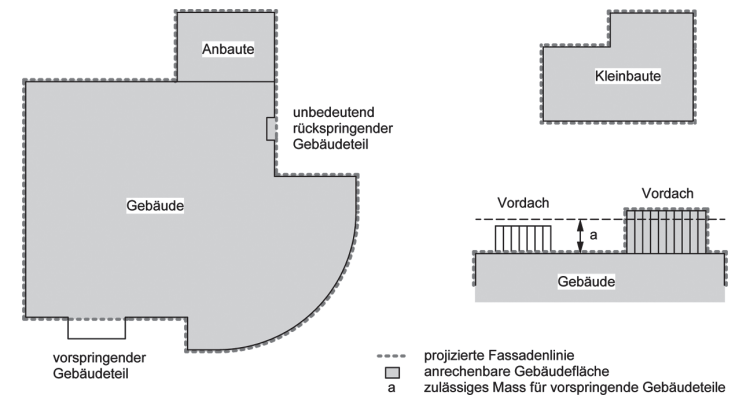 Anbaute
Kleinbaute
unbedeutend
rückspringender
Gebäudeteil
Gebäude
Vordach
Vordach
a
Gebäude
vorspringender
Gebäudeteil
projizierte Fassadenlinie
anrechenbare Gebäudefläche
a zulässiges Mass für vorspringende Gebäudeteile